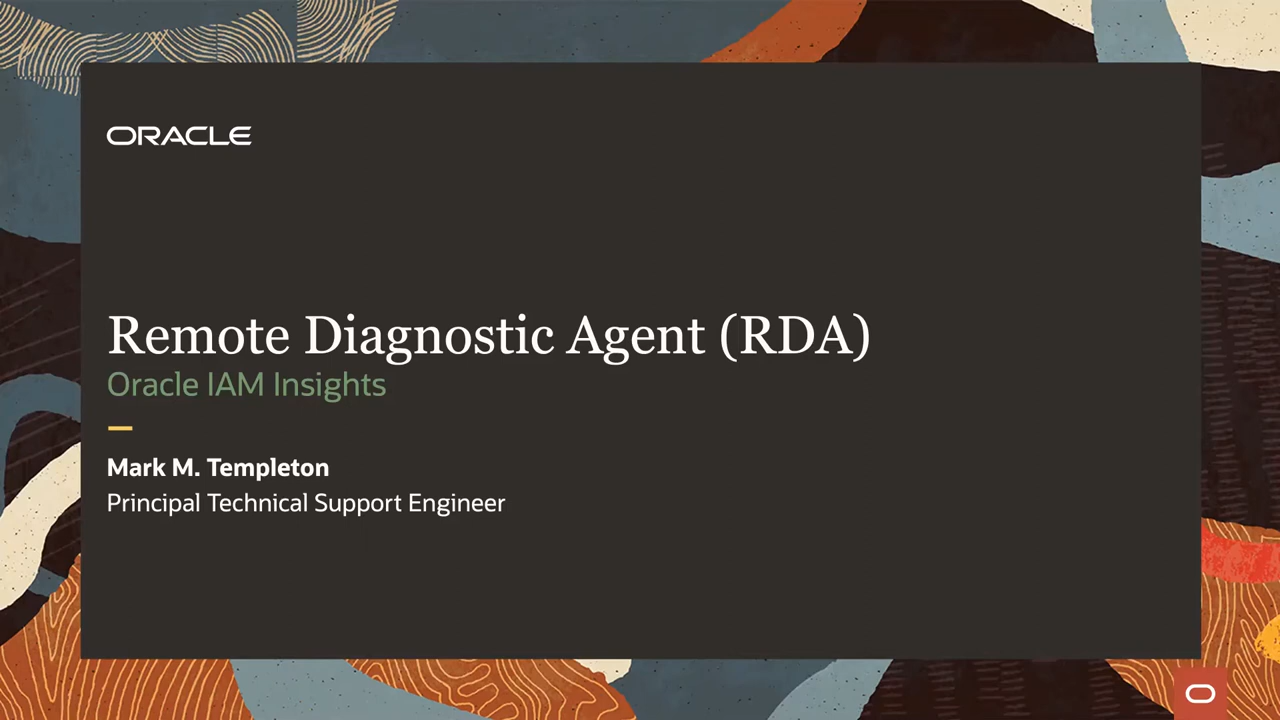 ORACLE
Remote Diagnostic Agent (RDA)
Oracle IAM Insights
Mark M. Templeton
Principal Technical Support Engineer